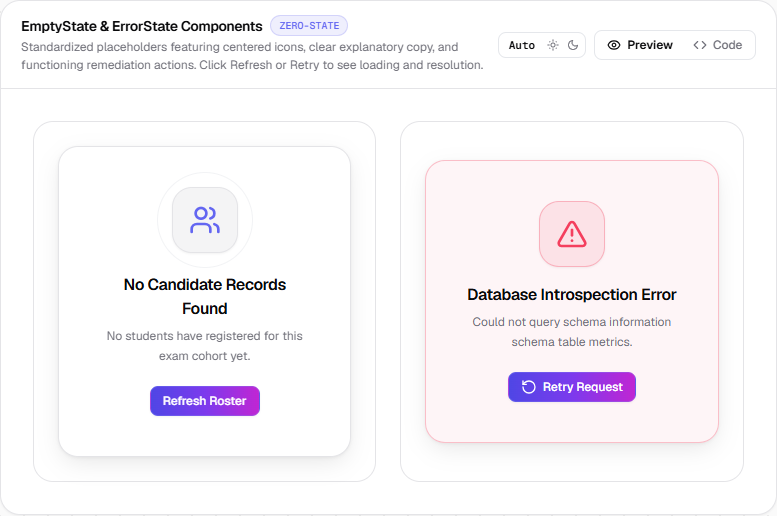 EmptyState & ErrorState Components
ZERO-STATE
Standardized placeholders featuring centered icons, clear explanatory copy, and
functioning remediation actions. Click Refresh or Retry to see loading and resolution.
Auto
Preview
Code
No Candidate Records
Found
No students have registered for this
exam cohort yet.
Refresh Roster
Database Introspection Error
Could not query schema information
schema table metrics.
Retry Request